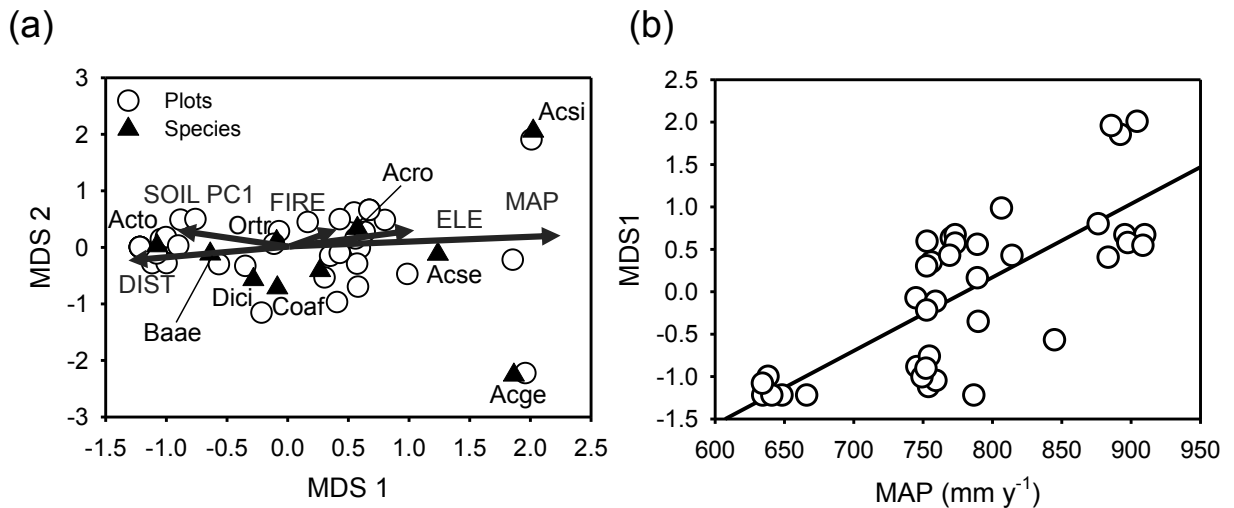 (a)
(b)
3
2
1
0
-1
-2
-3
MDS 2
Plots
Species
Acsi
Acro
SOIL PC1
FIRE
MAP
ELE
Acto
Ortr
Acse
DIST
Dici
Coaf
Baae
Acge
-1.5 -1.0 -0.5 0.0 0.5 1.0 1.5 2.0 2.5
MDS 1
2.5
2.0
1.5
1.0
0.5
0.0
-0.5
-1.0
-1.5
MDS1
600 650 700 750 800 850 900 950
MAP (mm y-1)